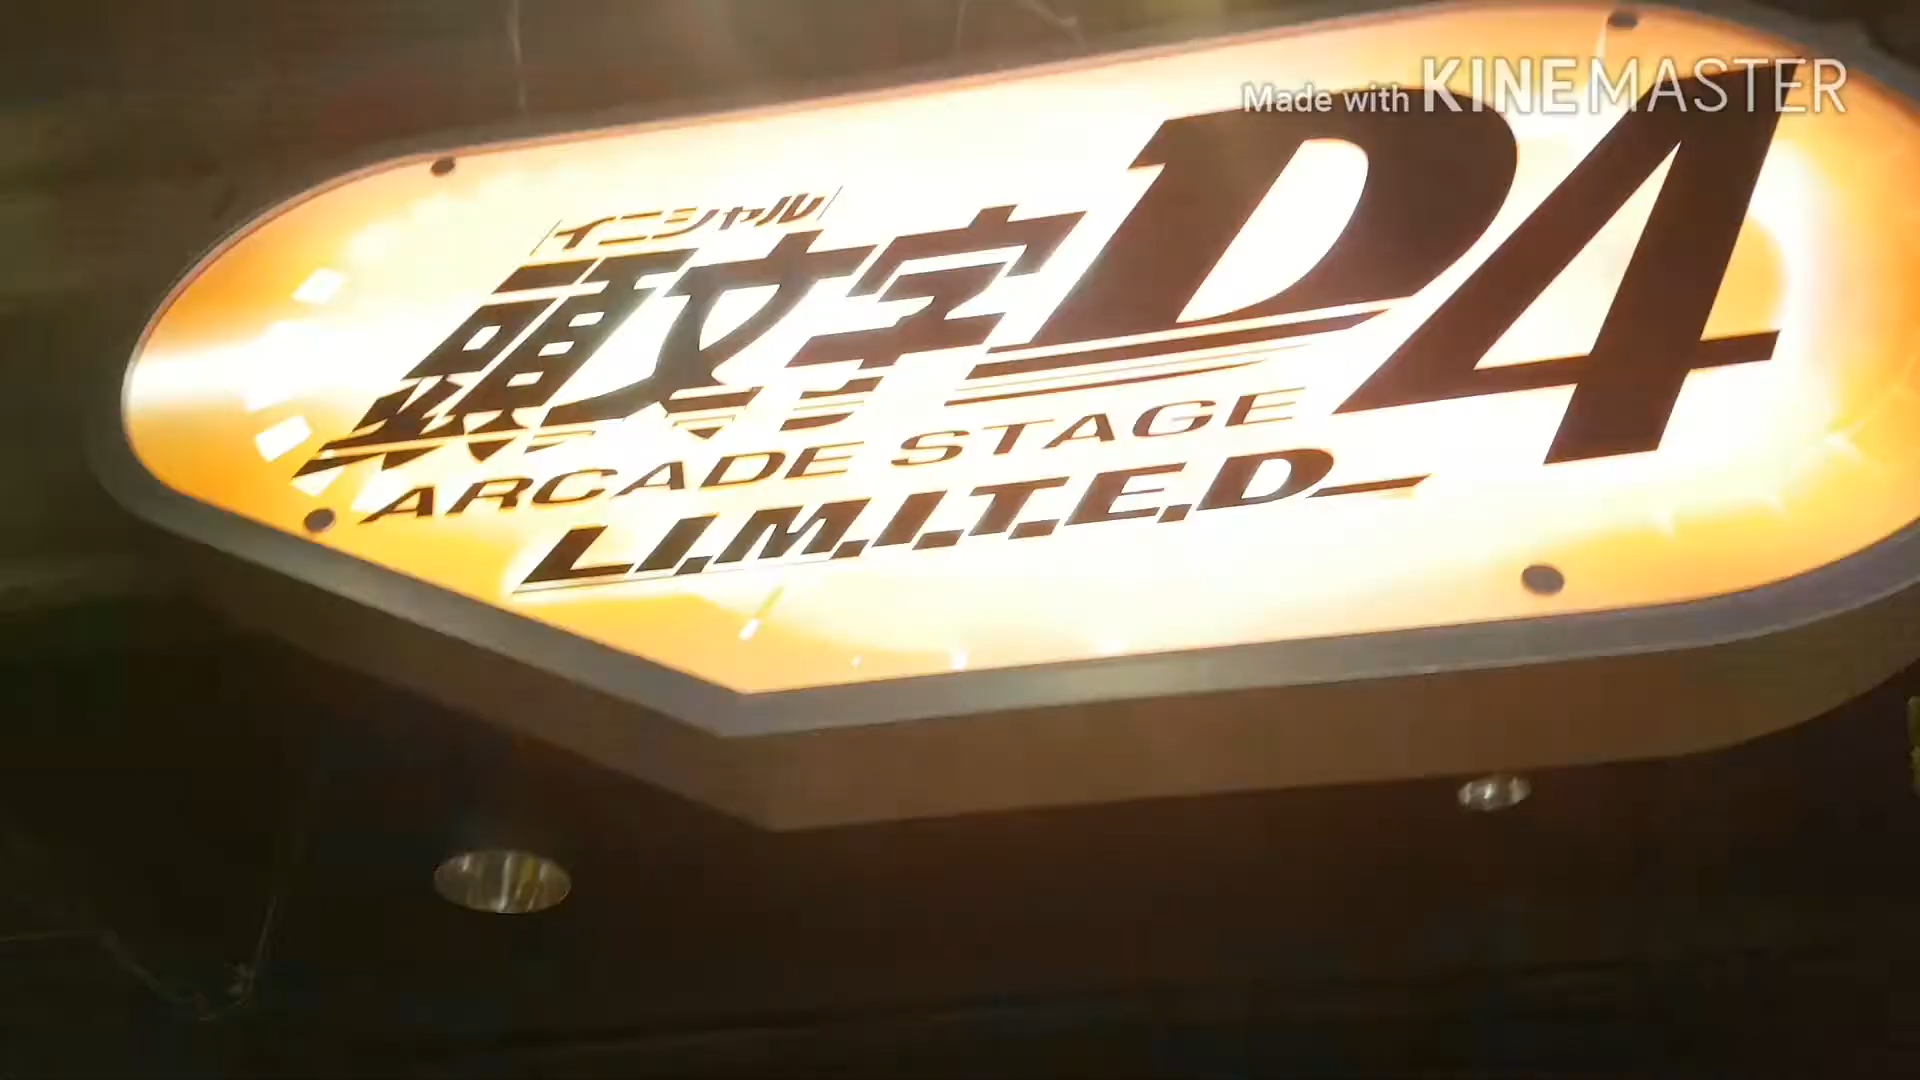 Made with KINEMASTER
イニシャル
頭文字D4
ARCADE STAGE
L.I.M.I.T.E.D